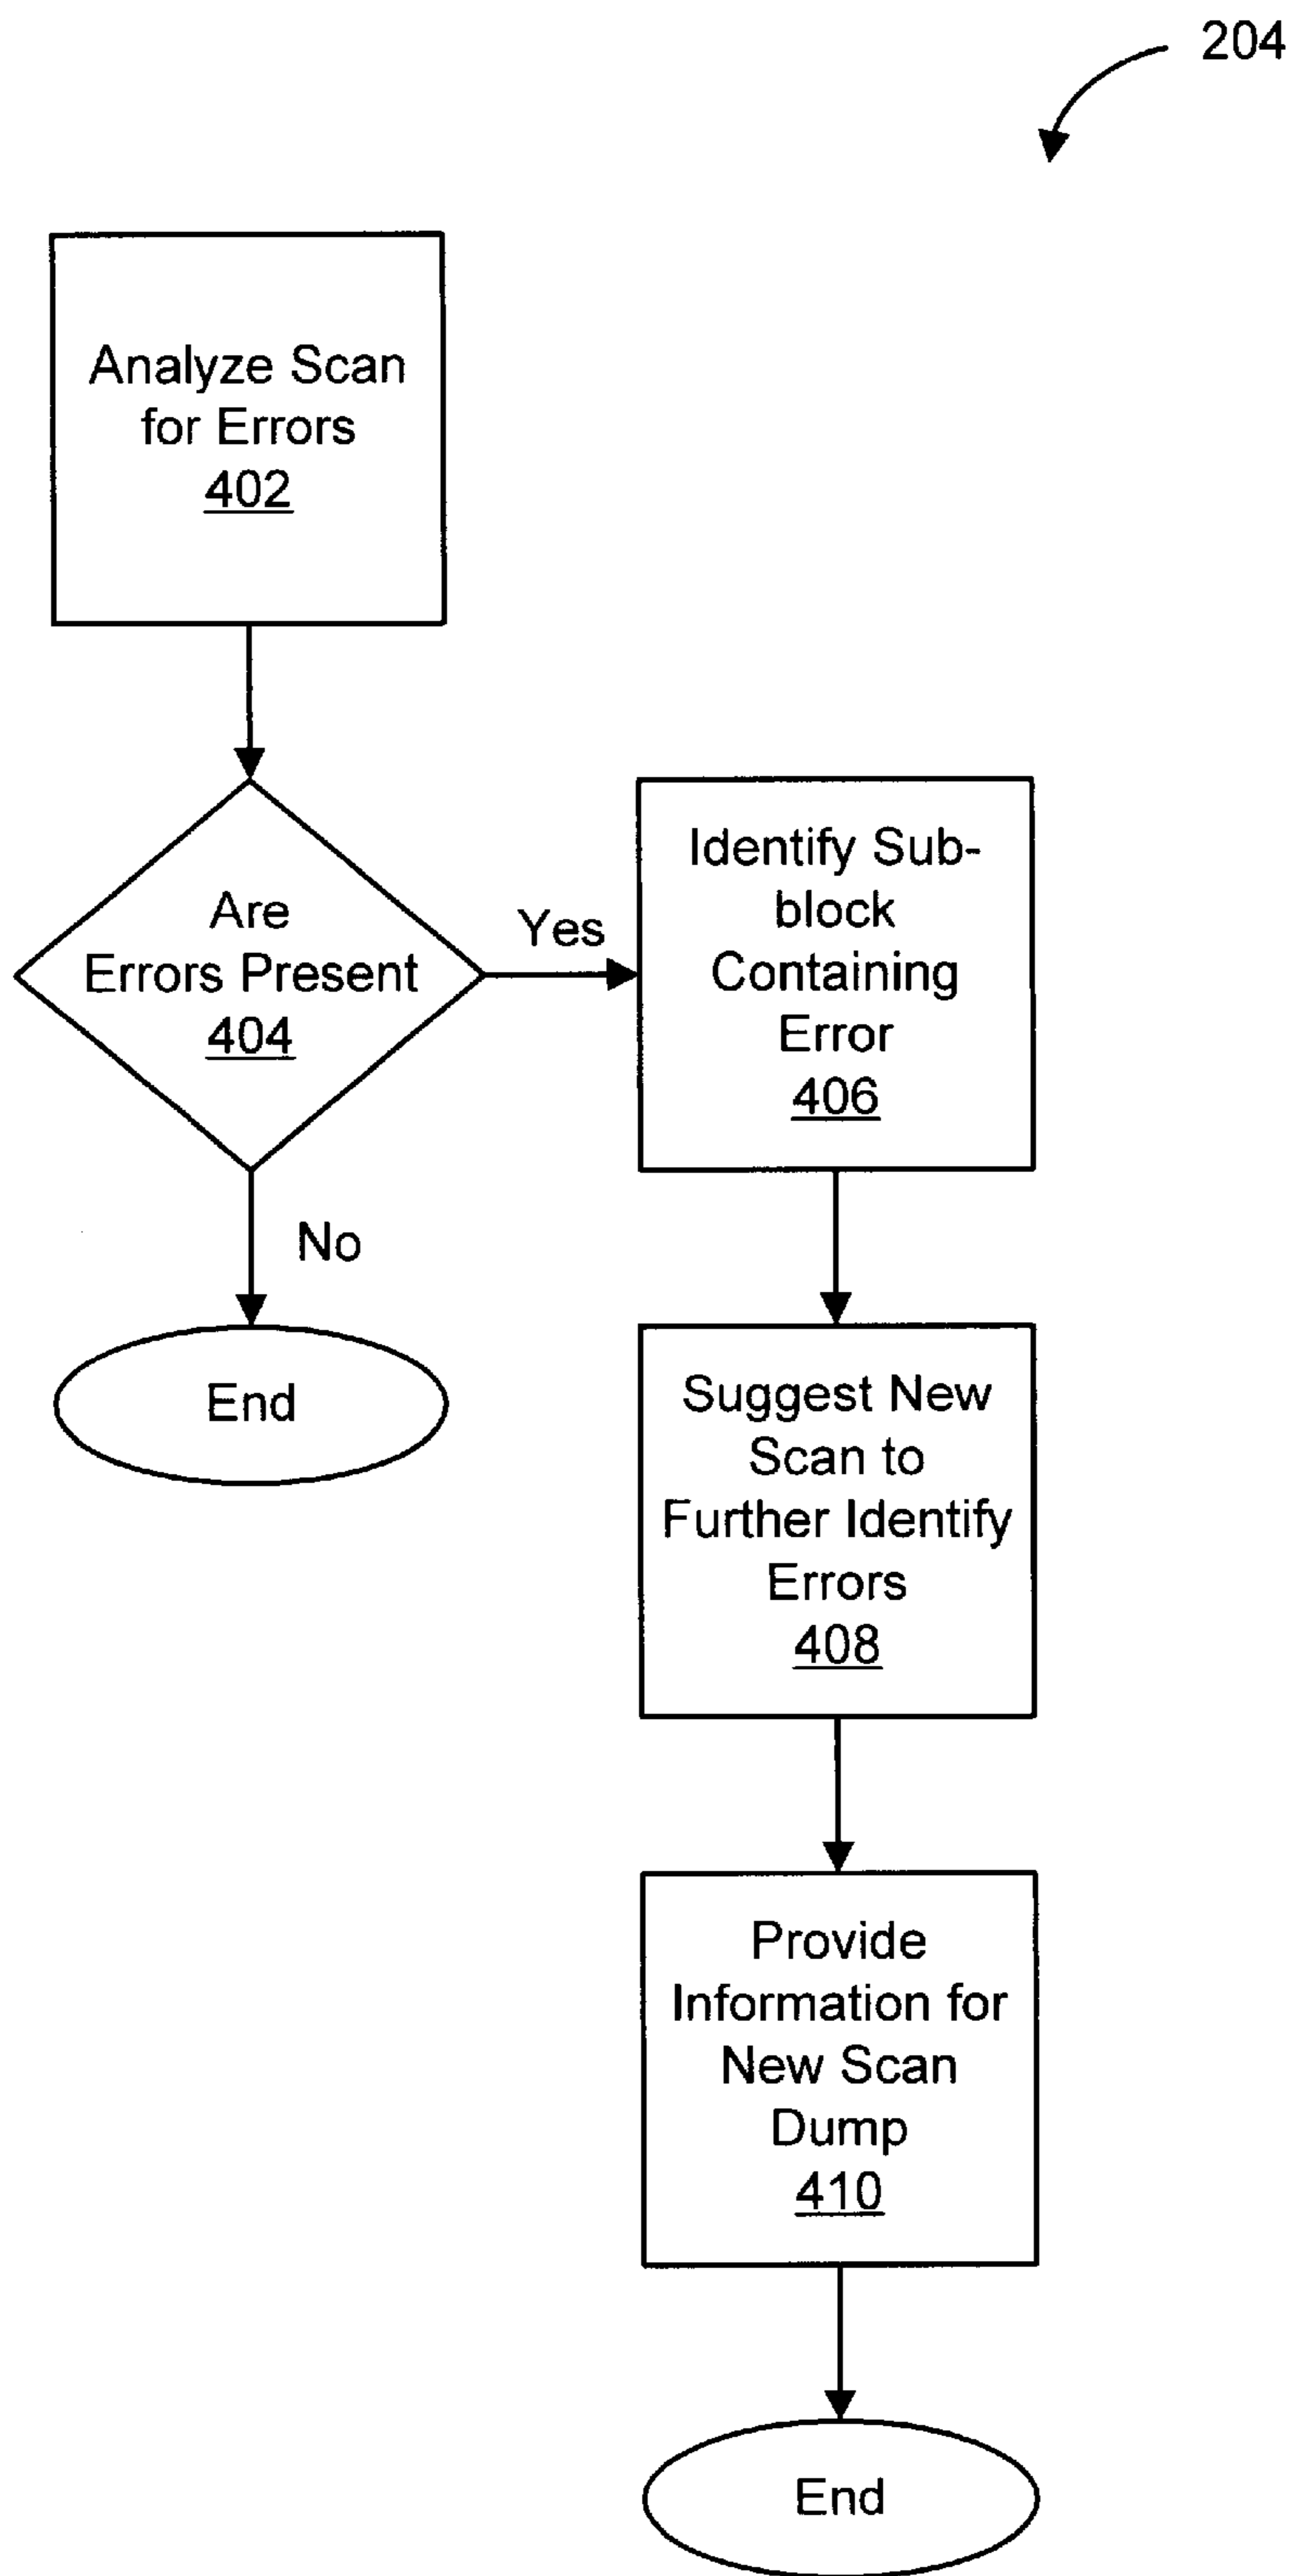 204
Analyze Scan
for Errors
402
Are
Errors Present
404
Yes
No
End
Identify Sub-
block
Containing
Error
406
Suggest New
Scan to
Further Identify
Errors
408
Provide
Information for
New Scan
Dump
410
End